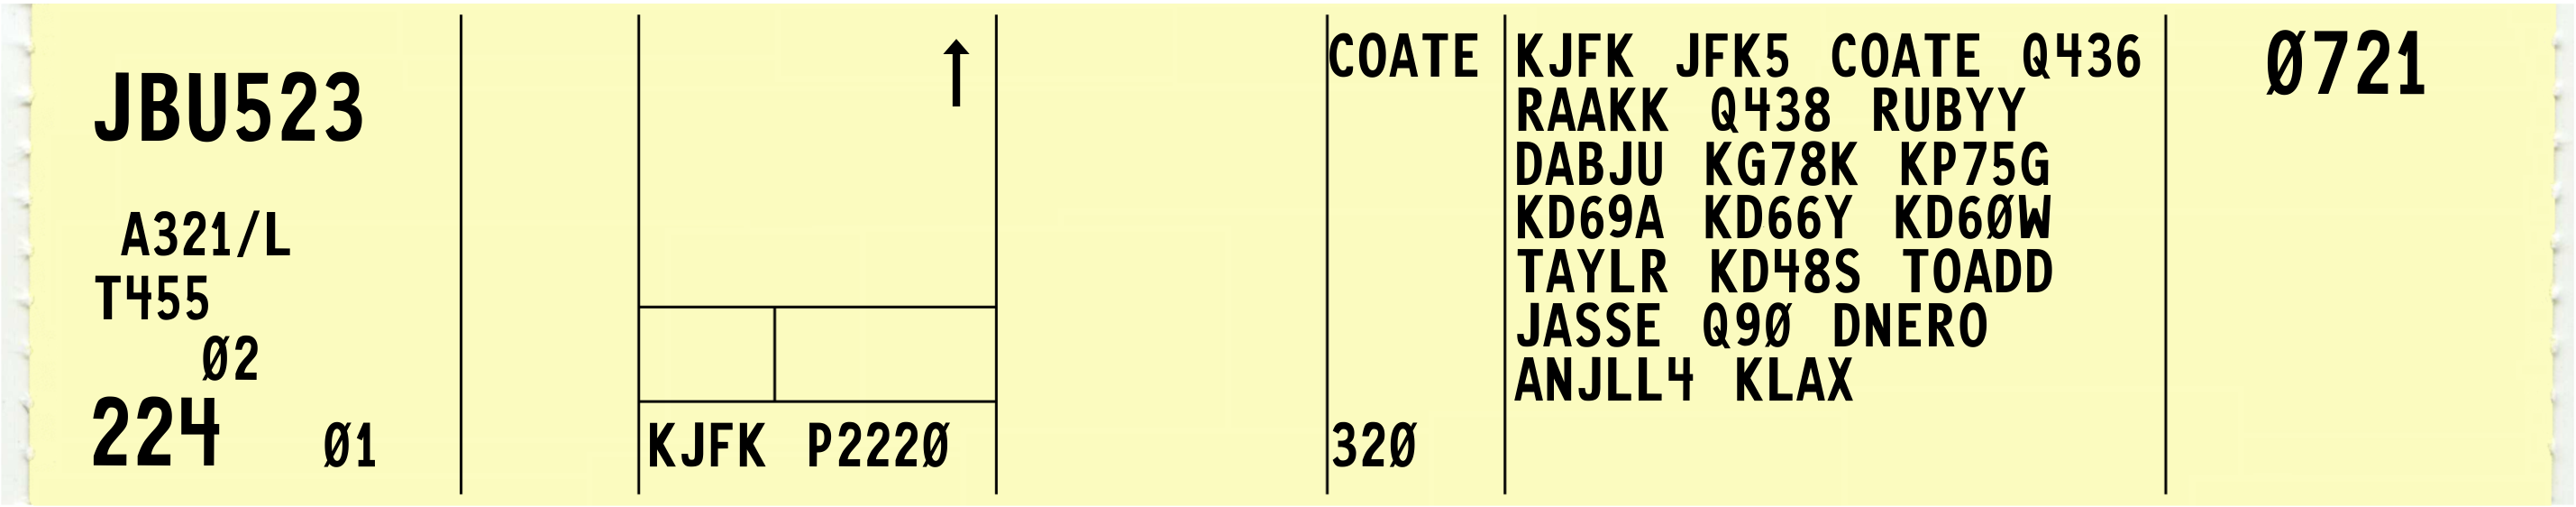 JBU523
A321/L
T455
Ø2
224 Ø1
↑
KJFK P222Ø
COATE
32Ø
KJFK JFK5 COATE Q436
RAAKK Q438 RUBYY
DABJU KG78K KP75G
KD69A KD66Y KD6ØW
TAYLR KD48S TOADD
JASSE Q9Ø DNERO
ANJLL4 KLAX
Ø721